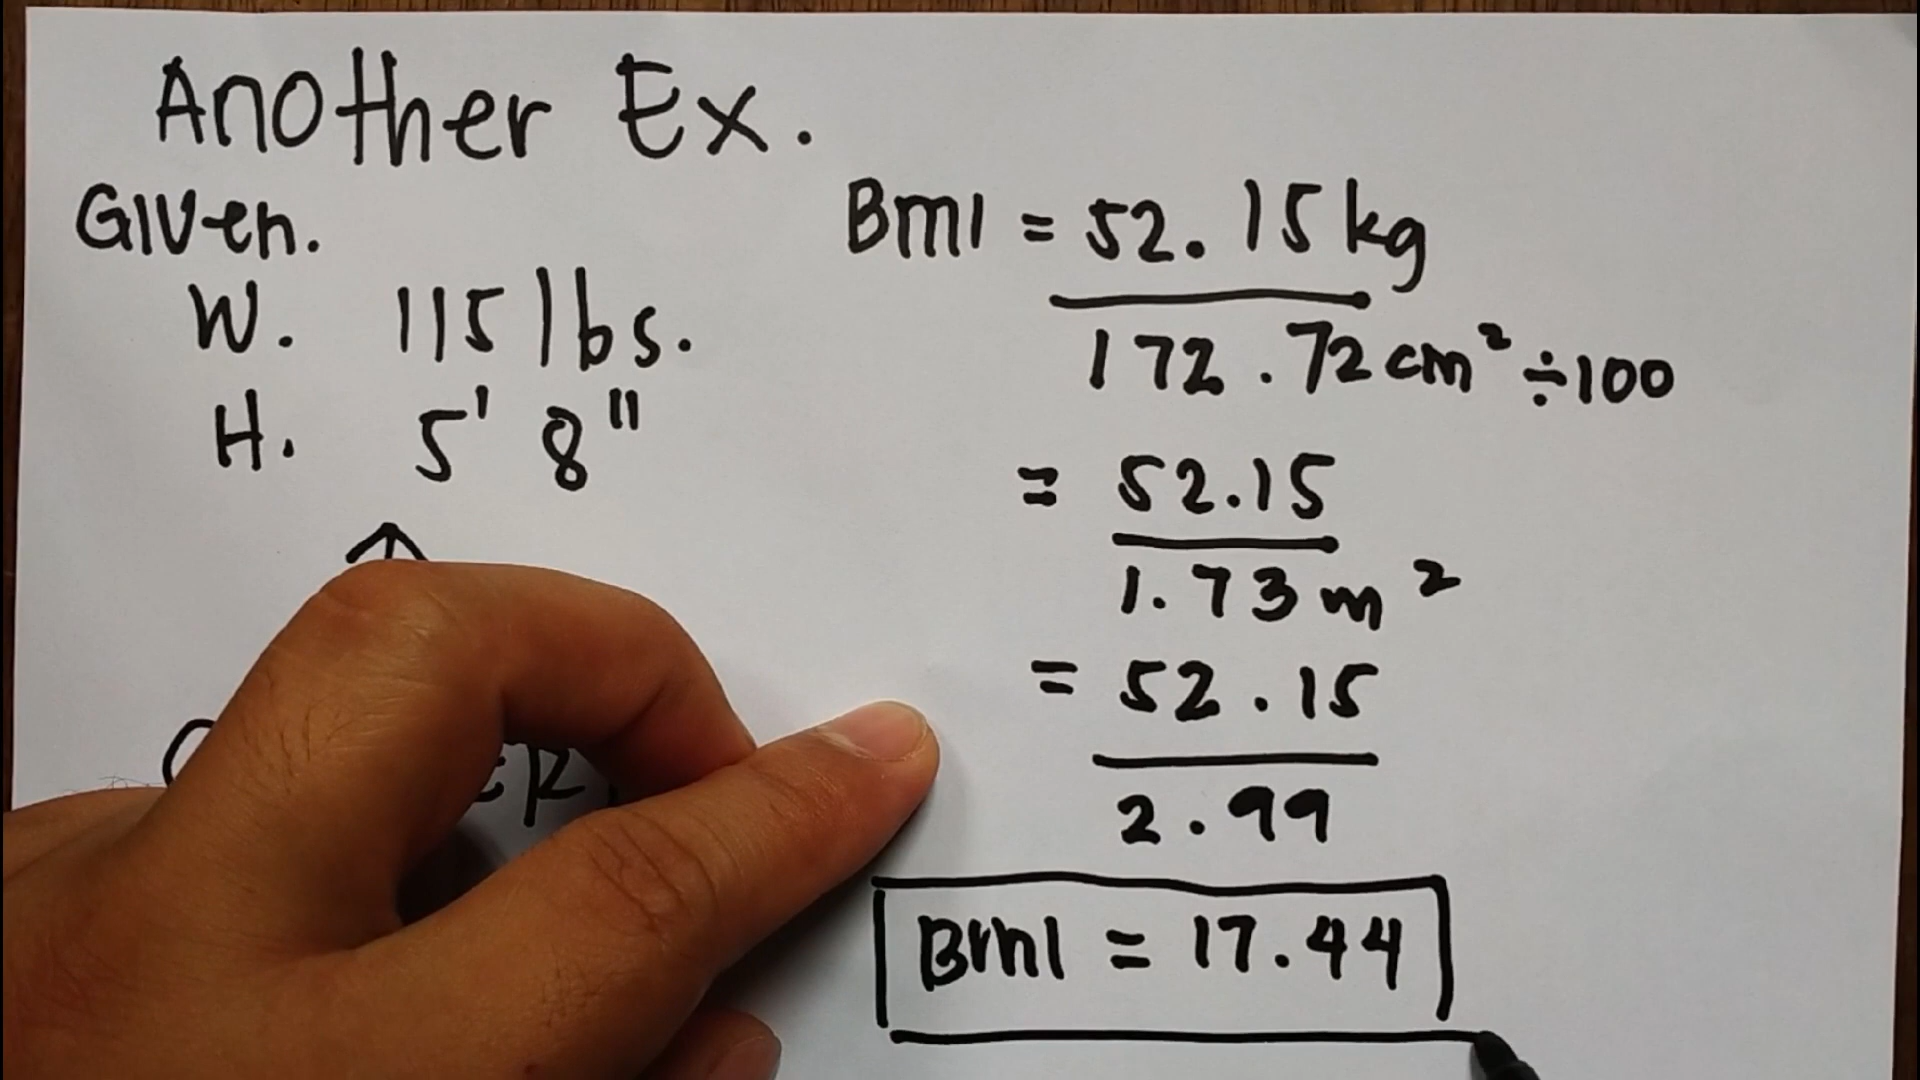 Another Ex.
Given.
W. 115 lbs.
H. 5' 8"
BMI = 52.15 kg
172.72 cm² ÷100
= 52.15
1.73 m²
= 52.15
2.99
BMI = 17.44